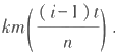 km( (i−1)t / n ).